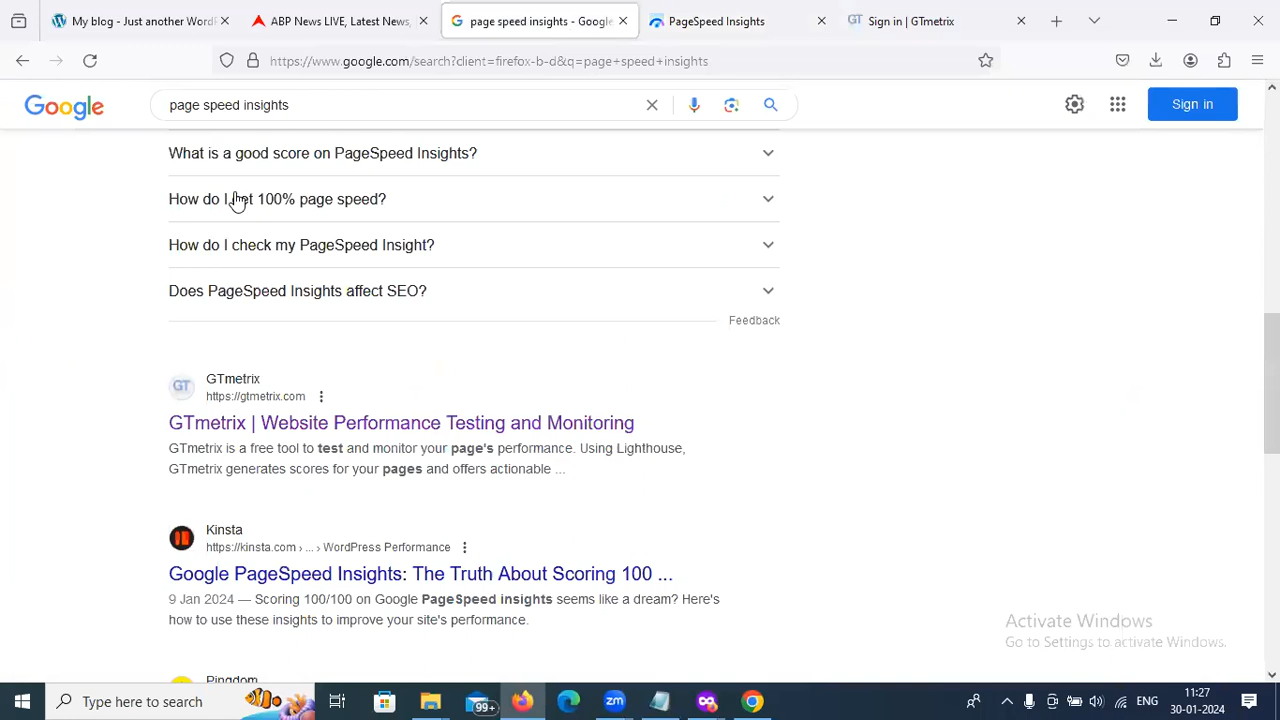 My blog - Just another WordP
ABP News LIVE, Latest News,
page speed insights - Google
PageSpeed Insights
Sign in | GTmetrix
https://www.google.com/search?client=firefox-b-d&q=page+speed+insights
Google
page speed insights
Sign in
What is a good score on PageSpeed Insights?
How do I get 100% page speed?
How do I check my PageSpeed Insight?
Does PageSpeed Insights affect SEO?
Feedback
GT
GTmetrix
https://gtmetrix.com
GTmetrix | Website Performance Testing and Monitoring
GTmetrix is a free tool to test and monitor your page's performance. Using Lighthouse,
GTmetrix generates scores for your pages and offers actionable ...
Kinsta
https://kinsta.com › ... › WordPress Performance
Google PageSpeed Insights: The Truth About Scoring 100 ...
9 Jan 2024 — Scoring 100/100 on Google PageSpeed insights seems like a dream? Here's
how to use these insights to improve your site's performance.
Pingdom
Activate Windows
Go to Settings to activate Windows.
Type here to search
99+
zm
ENG
11:27
30-01-2024